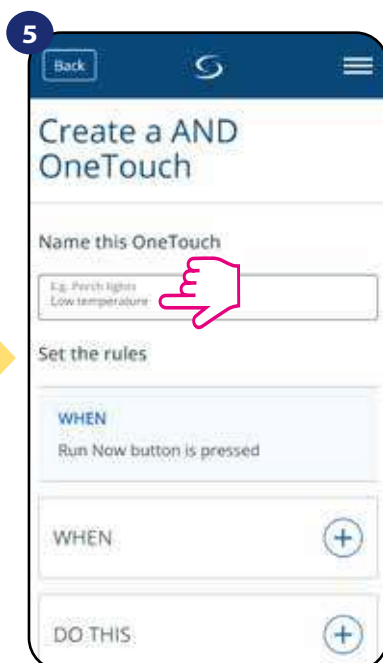 5
Back
Create a AND
OneTouch
Name this OneTouch
E.g. Porch lights
Low temperature
Set the rules
WHEN
Run Now button is pressed
WHEN
DO THIS